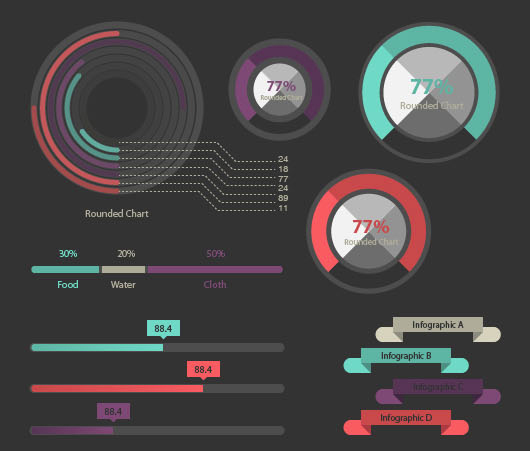 77%
Rounded Chart
77%
Rounded Chart
24
18
77
24
89
11
Rounded Chart
77%
Rounded Chart
30% 20% 50%
Food Water Cloth
88.4
88.4
88.4
Infographic A
Infographic B
Infographic C
Infographic D